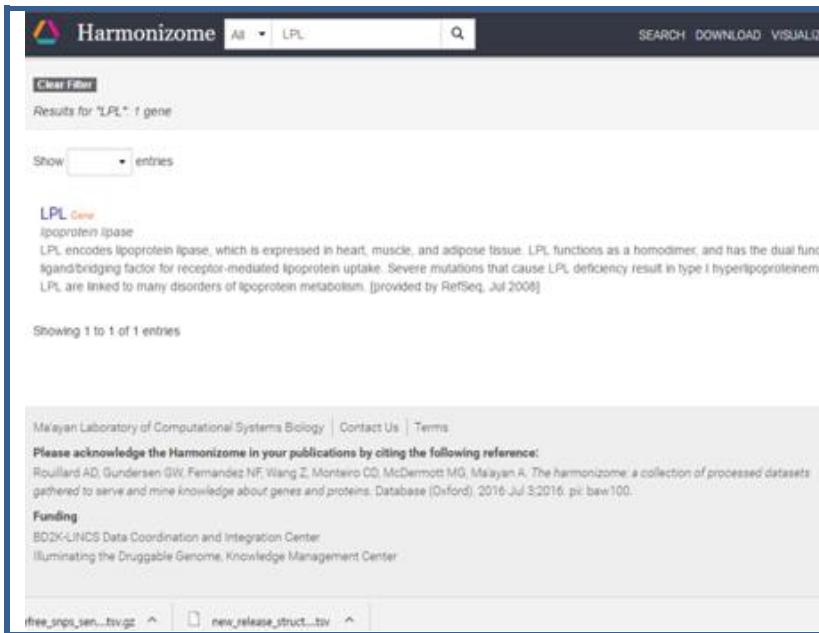 Harmonizome All LPL SEARCH DOWNLOAD VISUALIZ
Clear Filter
Results for "LPL": 1 gene
Show entries
LPL Gene
lipoprotein lipase
LPL encodes lipoprotein lipase, which is expressed in heart, muscle, and adipose tissue. LPL functions as a homodimer, and has the dual func
ligand/bridging factor for receptor-mediated lipoprotein uptake. Severe mutations that cause LPL deficiency result in type I hyperlipoproteinem
LPL are linked to many disorders of lipoprotein metabolism. [provided by RefSeq, Jul 2008]
Showing 1 to 1 of 1 entries
Ma'ayan Laboratory of Computational Systems Biology | Contact Us | Terms
Please acknowledge the Harmonizome in your publications by citing the following reference:
Rouillard AD, Gundersen GW, Fernandez NF, Wang Z, Monteiro CD, McDermott MG, Ma'ayan A. The harmonizome: a collection of processed datasets
gathered to serve and mine knowledge about genes and proteins. Database (Oxford). 2016 Jul 3;2016. pii: baw100.
Funding
BD2K-LINCS Data Coordination and Integration Center
Illuminating the Druggable Genome, Knowledge Management Center
free_snps_sen....tsv.gz new_release_struct....tsv